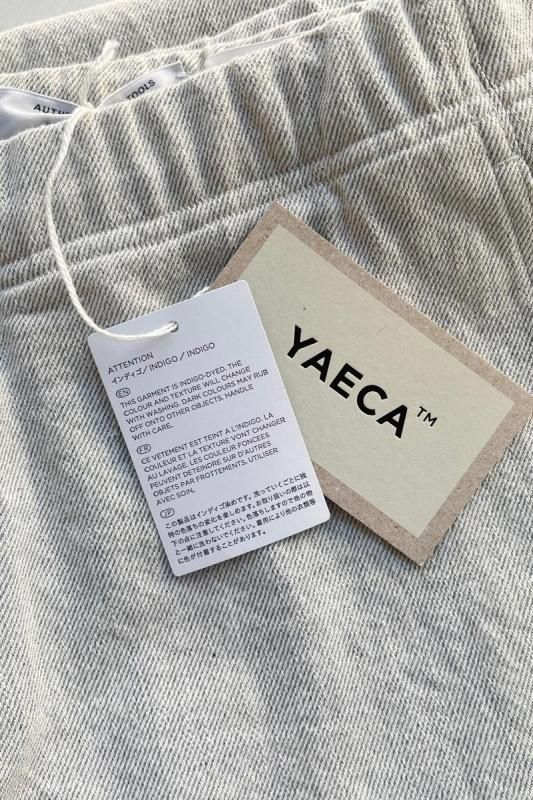 TOOLS
ATTENTION
インディゴ / INDIGO / INDIGO
EN
THIS GARMENT IS INDIGO-DYED. THE
COLOUR AND TEXTURE WILL CHANGE
WITH WASHING. DARK COLOURS MAY RUB
OFF ONTO OTHER OBJECTS. HANDLE
WITH CARE.
FR
CE VETEMENT EST TEINT A L'INDIGO. LA
COULEUR ET LA TEXTURE VONT CHANGER
AU LAVAGE. LES COULEUR FONCEES
PEUVENT DETEINDRE SUR D'AUTRES
OBJETS PAR FROTTEMENTS. UTILISER
AVEC SOIN.
JP
この製品はインディゴ染めです。洗っていくごとに独
特の色落ちの変化を楽しめます。お取り扱いの際は以
下の点に注意してください。色落ちしますので他の物
と一緒に洗わないでください。着用により他の衣類等
に色が付着することがあります。
YAECA™